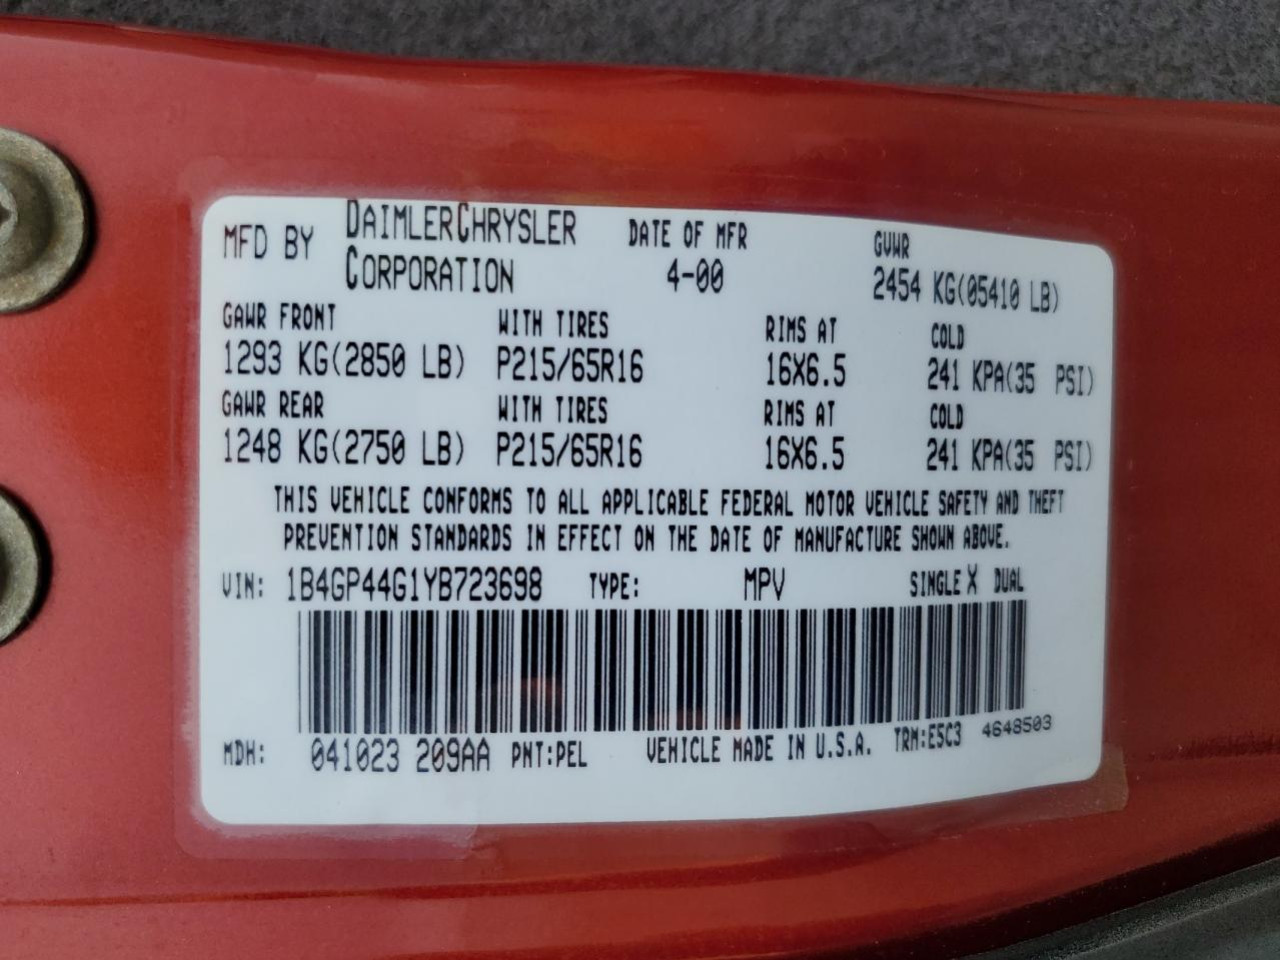 MFD BY DAIMLERCHRYSLER CORPORATION DATE OF MFR 4-00 GVWR 2454 KG(05410 LB)
GAWR FRONT WITH TIRES RIMS AT COLD
1293 KG(2850 LB) P215/65R16 16X6.5 241 KPA(35 PSI)
GAWR REAR WITH TIRES RIMS AT COLD
1248 KG(2750 LB) P215/65R16 16X6.5 241 KPA(35 PSI)
THIS VEHICLE CONFORMS TO ALL APPLICABLE FEDERAL MOTOR VEHICLE SAFETY AND THEFT
PREVENTION STANDARDS IN EFFECT ON THE DATE OF MANUFACTURE SHOWN ABOVE.
VIN: 1B4GP44G1YB723698 TYPE: MPV SINGLE X DUAL
MDH: 041023 209AA PNT:PEL VEHICLE MADE IN U.S.A. TRM:E5C3 4648503